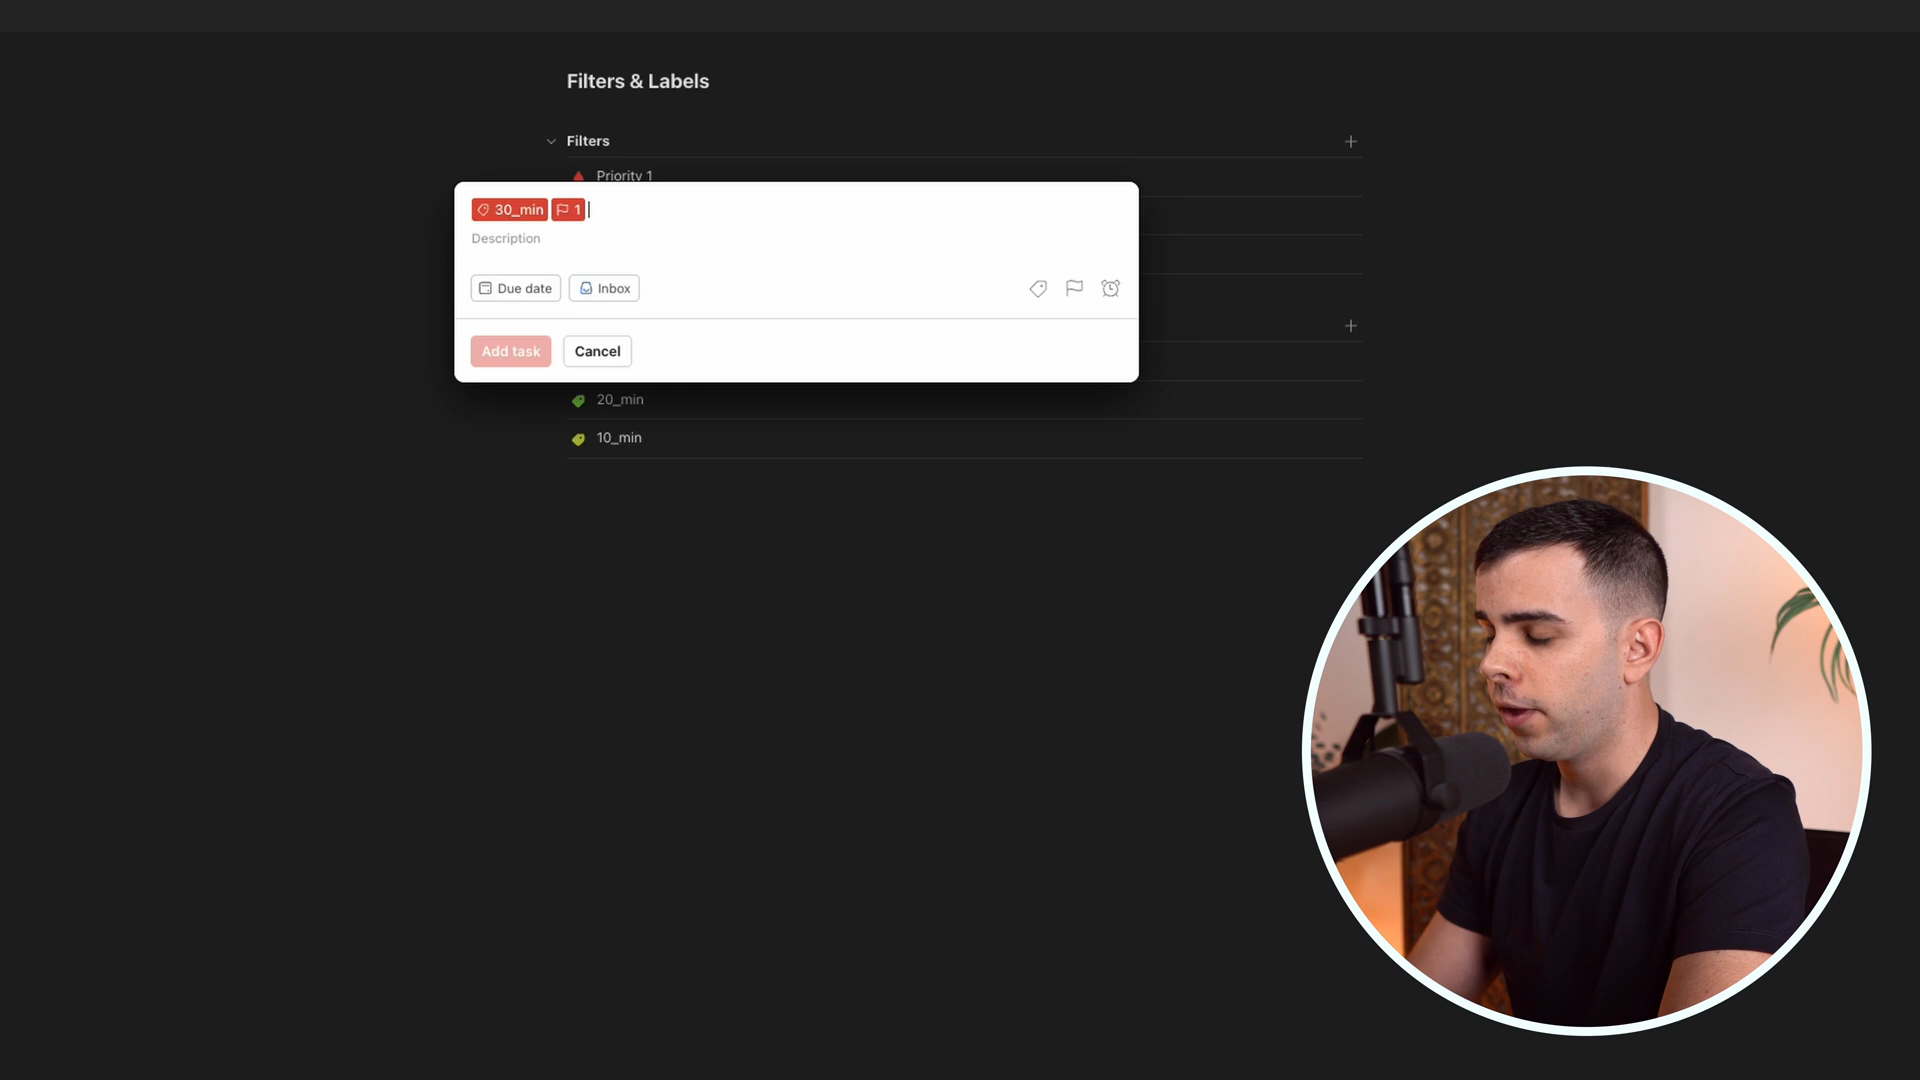 Filters & Labels
Filters
Priority 1
30_min 1
Description
Due date Inbox
Add task Cancel
20_min
10_min